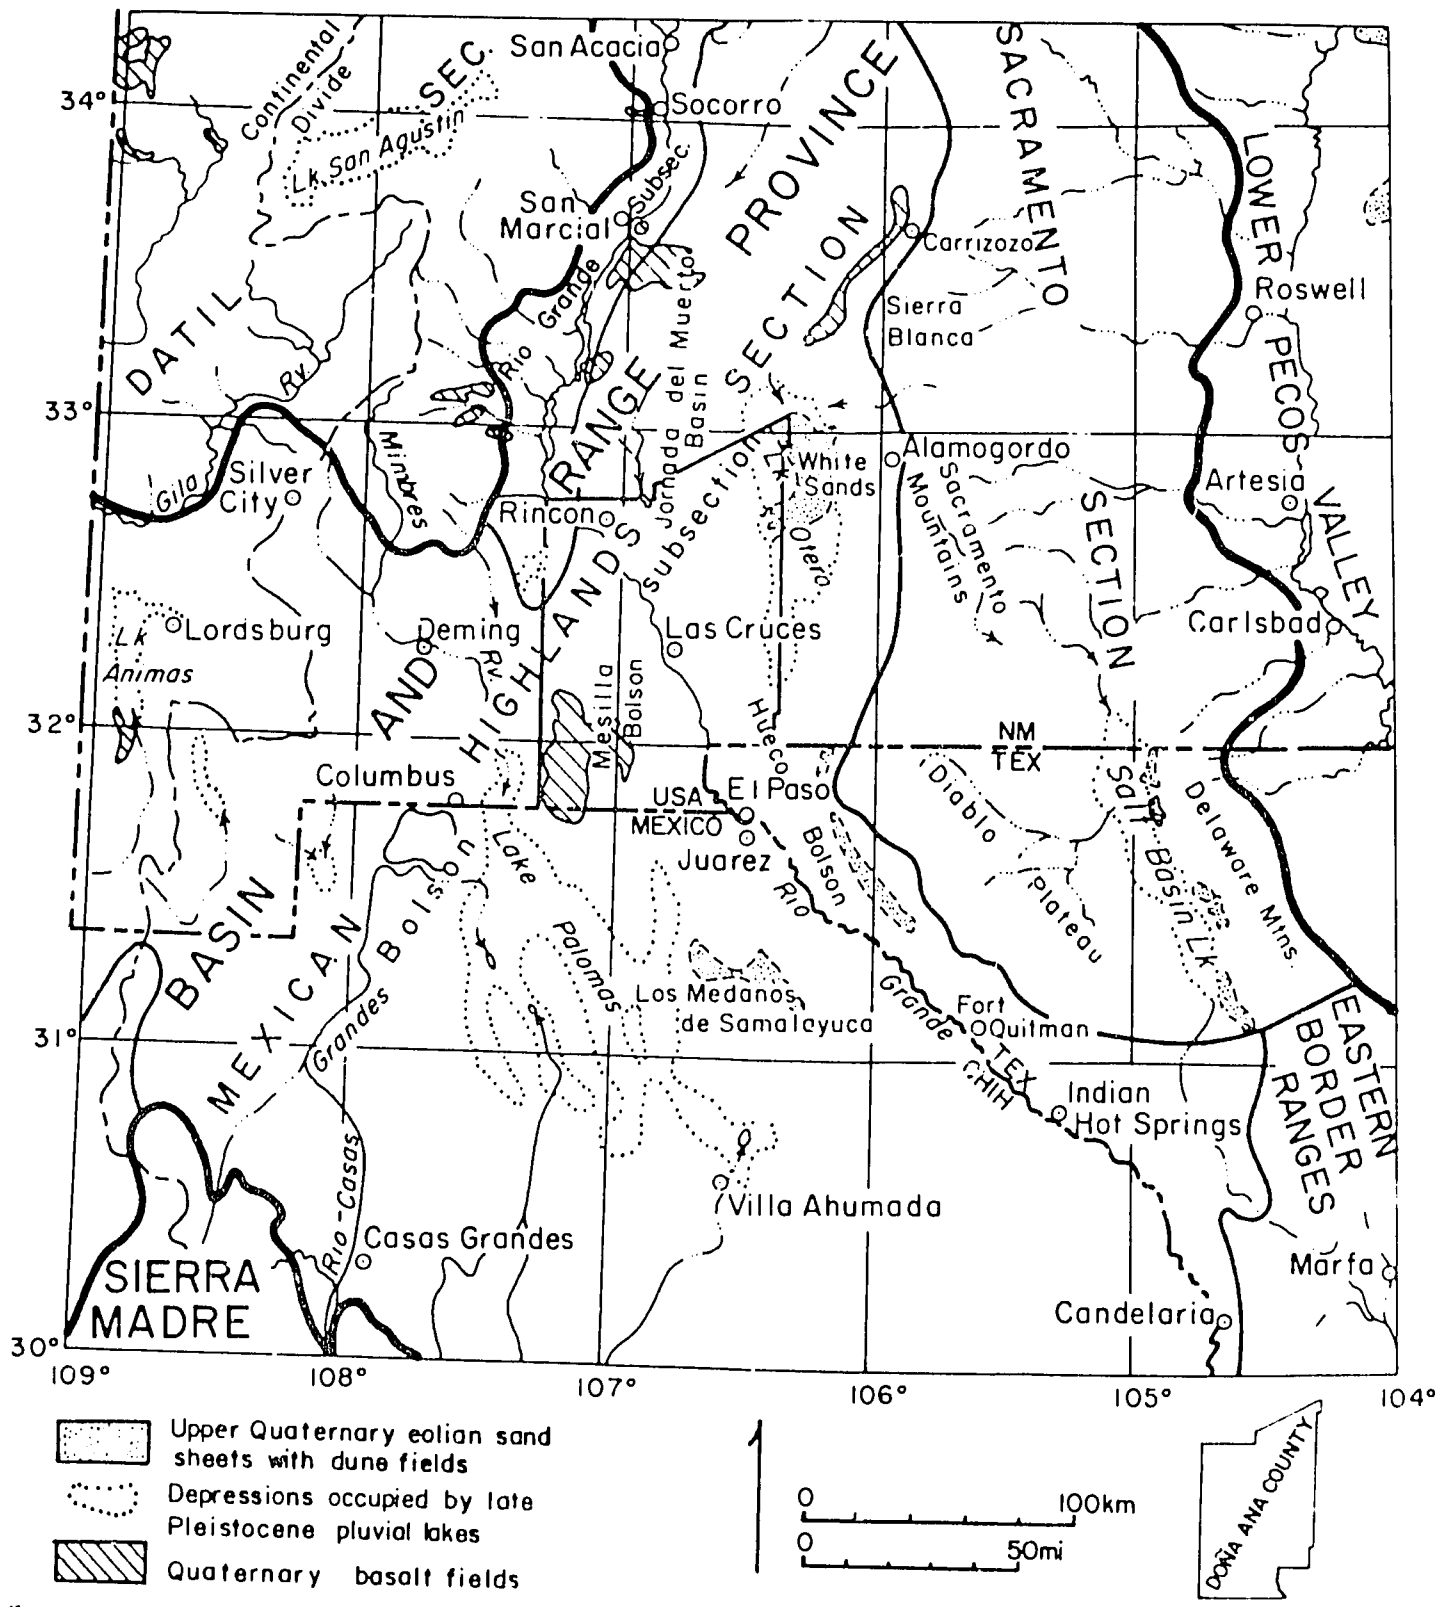 San Acacia
Continental
Divide
SEC.
PROVINCE
SACRAMENTO
34°
Socorro
Lk San Agustin
Subsec.
LOWER
San
Marcial
SECTION
Carrizozo
Rio Grande
Jornada del Muerto
Basin
Sierra
Blanca
Roswell
DATIL
Rv
RANGE
PECOS
33°
Mimbres
Subsection
Lk
White
Sands
Alamogordo
Gila
Silver
City
Artesia
Rincon
Rv
Otero
Sacramento
Mountains
SECTION
VALLEY
subsection
Lk
Animas
Lordsburg
Deming
Rv
HIGHLANDS
Las Cruces
Carlsbad
AND
Mesilla
Bolson
Hueco
32°
NM
TEX
Columbus
USA
MEXICO
El Paso
Juarez
Diablo
Plateau
Salt Basin Lk
Delaware Mtns.
Lake
Palomas
Bolson
Rio Grande
BASIN
MEXICAN
Bolson
Grandes
Los Medanos
de Samalayuca
Fort
Quitman
31°
EASTERN
BORDER
RANGES
TEX
CHIH
Indian
Hot Springs
Rio-Casas
Villa Ahumada
Casas Grandes
SIERRA
MADRE
Marfa
Candelaria
30°
109°
108°
107°
106°
105°
104°
Upper Quaternary eolian sand
sheets with dune fields
Depressions occupied by late
Pleistocene pluvial lakes
Quaternary basalt fields
0
100km
0
50mi
DOÑA ANA COUNTY